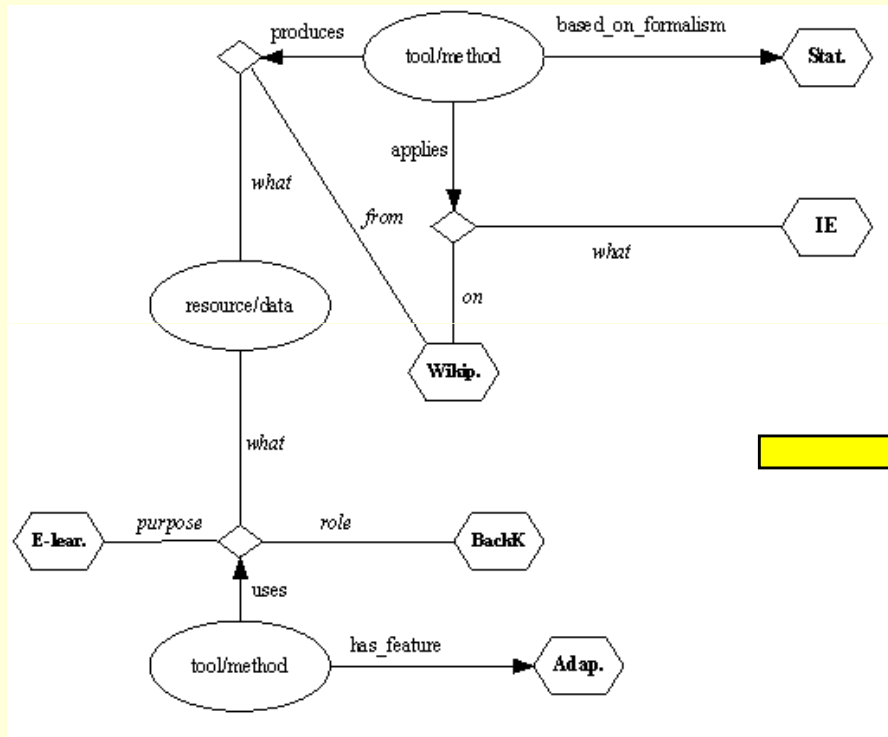 produces
based_on_formalism
tool/method
Stat.
applies
what
from
IE
what
on
resource/data
Wikip.
what
purpose
role
E-lear.
BackK
uses
has_feature
tool/method
Adap.